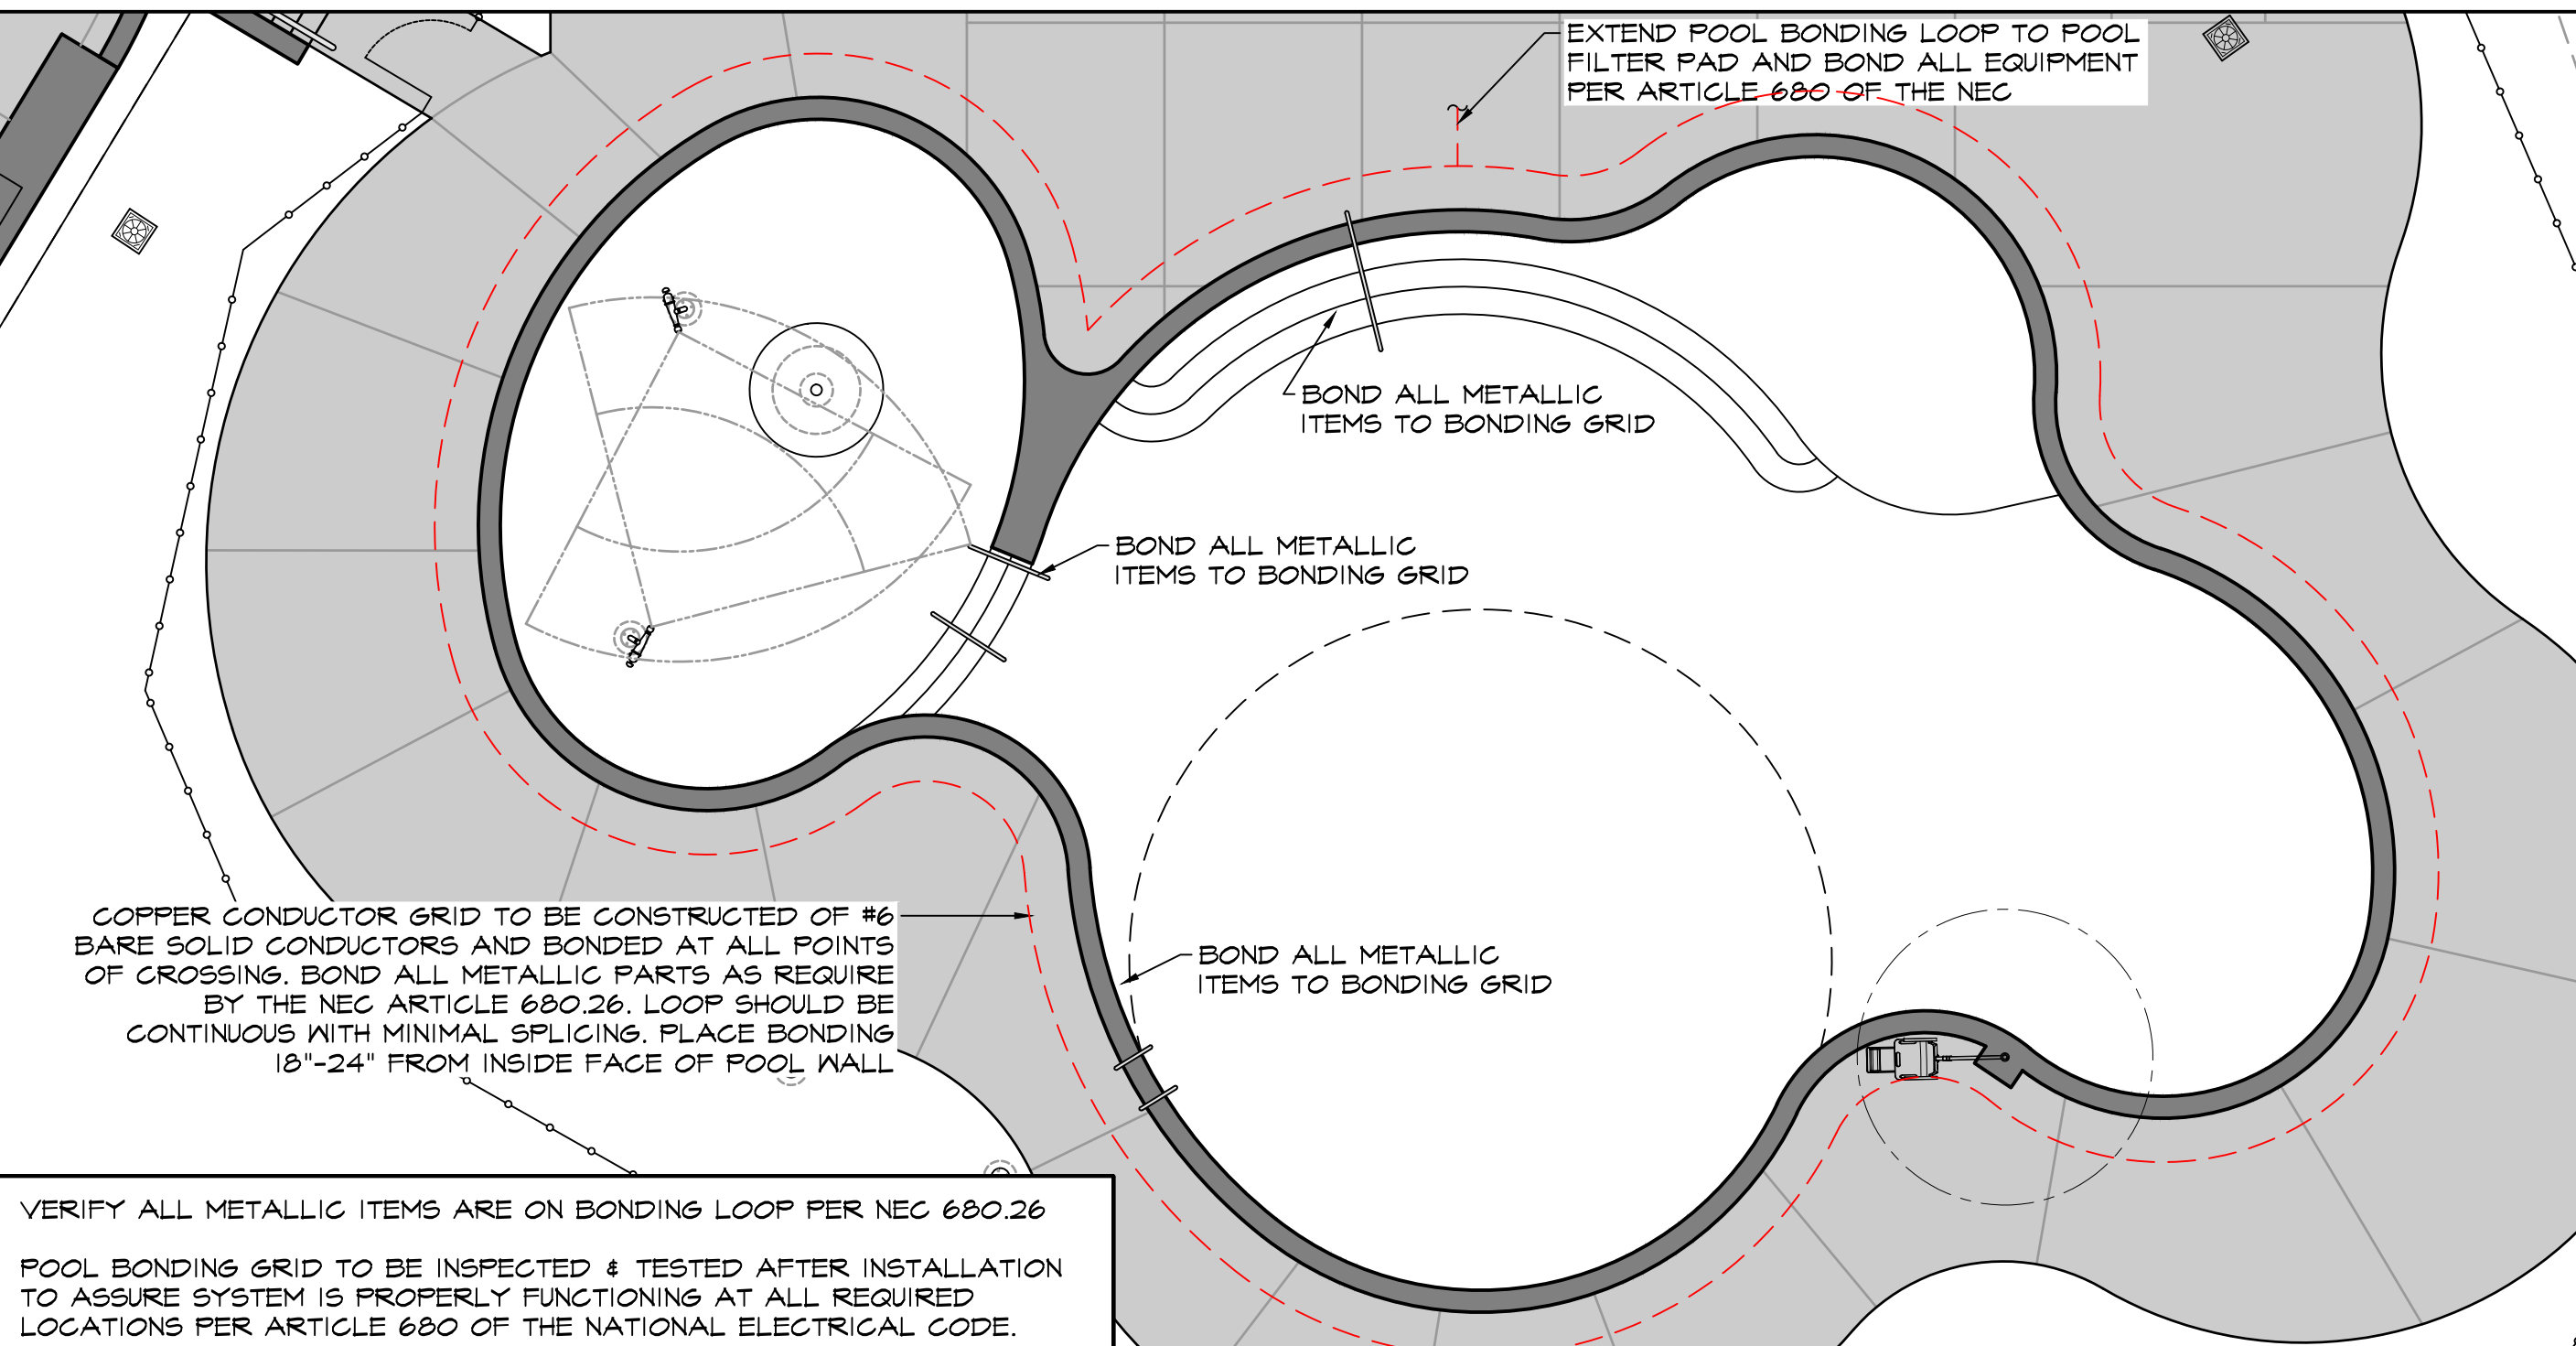 EXTEND POOL BONDING LOOP TO POOL
FILTER PAD AND BOND ALL EQUIPMENT
PER ARTICLE 680 OF THE NEC
BOND ALL METALLIC
ITEMS TO BONDING GRID
BOND ALL METALLIC
ITEMS TO BONDING GRID
COPPER CONDUCTOR GRID TO BE CONSTRUCTED OF #6
BARE SOLID CONDUCTORS AND BONDED AT ALL POINTS
OF CROSSING. BOND ALL METALLIC PARTS AS REQUIRE
BY THE NEC ARTICLE 680.26. LOOP SHOULD BE
CONTINUOUS WITH MINIMAL SPLICING. PLACE BONDING
18"-24" FROM INSIDE FACE OF POOL WALL
BOND ALL METALLIC
ITEMS TO BONDING GRID
VERIFY ALL METALLIC ITEMS ARE ON BONDING LOOP PER NEC 680.26
POOL BONDING GRID TO BE INSPECTED & TESTED AFTER INSTALLATION
TO ASSURE SYSTEM IS PROPERLY FUNCTIONING AT ALL REQUIRED
LOCATIONS PER ARTICLE 680 OF THE NATIONAL ELECTRICAL CODE.